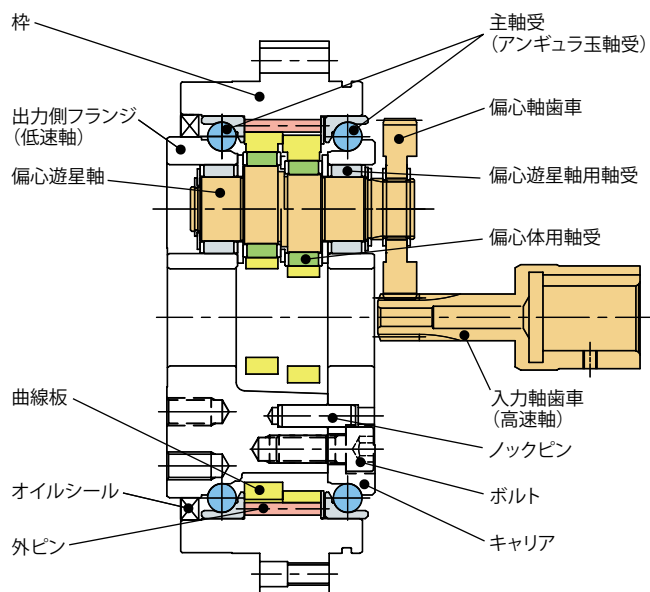 枠
出力側フランジ
(低速軸)
偏心遊星軸
曲線板
オイルシール
外ピン
主軸受
(アンギュラ玉軸受)
偏心軸歯車
偏心遊星軸用軸受
偏心体用軸受
入力軸歯車
(高速軸)
ノックピン
ボルト
キャリア